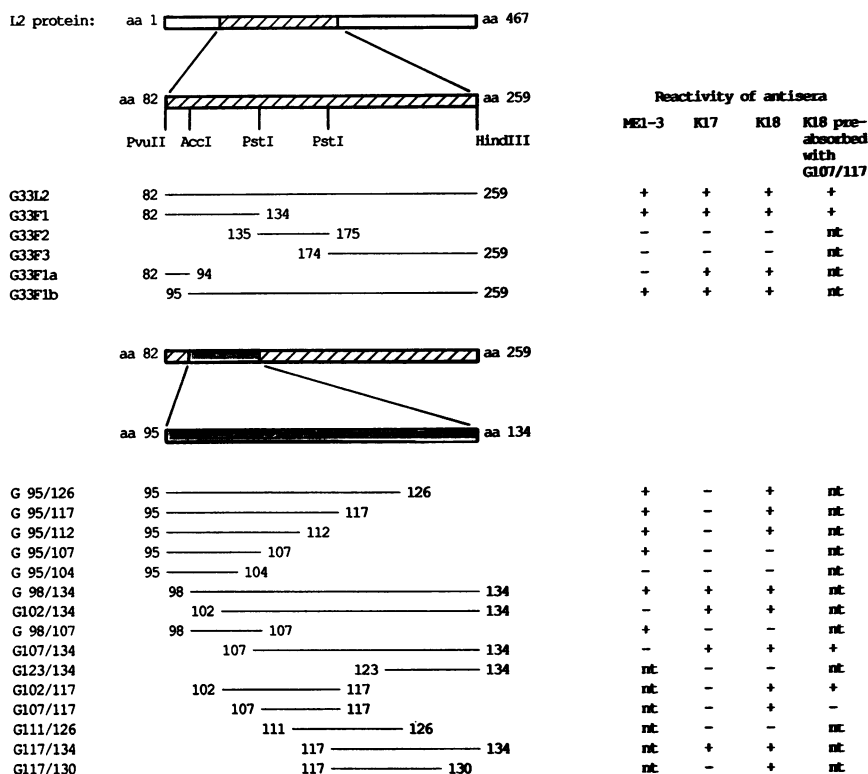 L2 protein: aa 1 aa 467
aa 82 aa 259
PvuII AccI PstI PstI HindIII
Reactivity of antisera
ME1-3 K17 K18 K18 pre-
absorbed
with
G107/117
G33L2 82 259 + + + +
G33F1 82 134 + + + +
G33F2 135 175 - - - nt
G33F3 174 259 - - - nt
G33F1a 82 94 - + + nt
G33F1b 95 259 + + + nt
aa 82 aa 259
aa 95 aa 134
G 95/126 95 126 + - + nt
G 95/117 95 117 + - + nt
G 95/112 95 112 + - + nt
G 95/107 95 107 + - - nt
G 95/104 95 104 - - - nt
G 98/134 98 134 + + + nt
G102/134 102 134 - + + nt
G 98/107 98 107 + - - nt
G107/134 107 134 - + + +
G123/134 123 134 nt - - nt
G102/117 102 117 nt - + +
G107/117 107 117 nt - + -
G111/126 111 126 nt - - nt
G117/134 117 134 nt + + nt
G117/130 117 130 nt - + nt